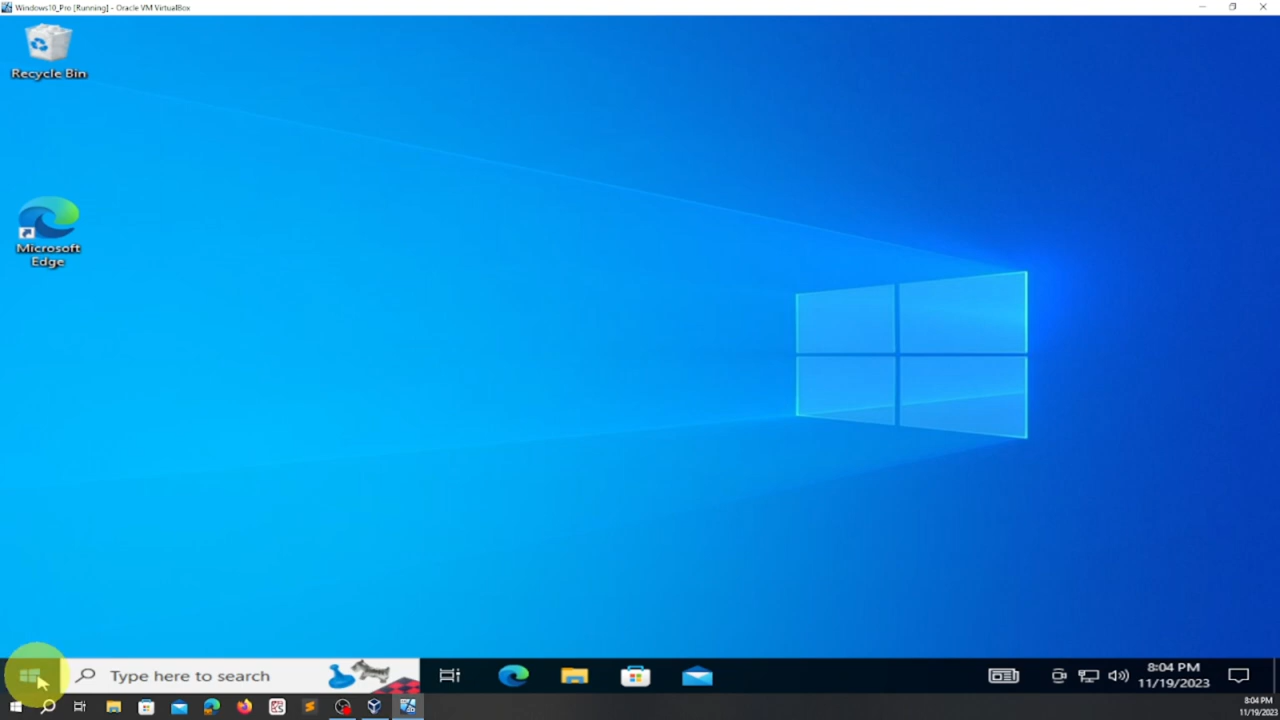 Windows10_Pro [Running] - Oracle VM VirtualBox
Recycle Bin
Microsoft
Edge
Type here to search
8:04 PM
11/19/2023
8:04 PM
11/19/2023